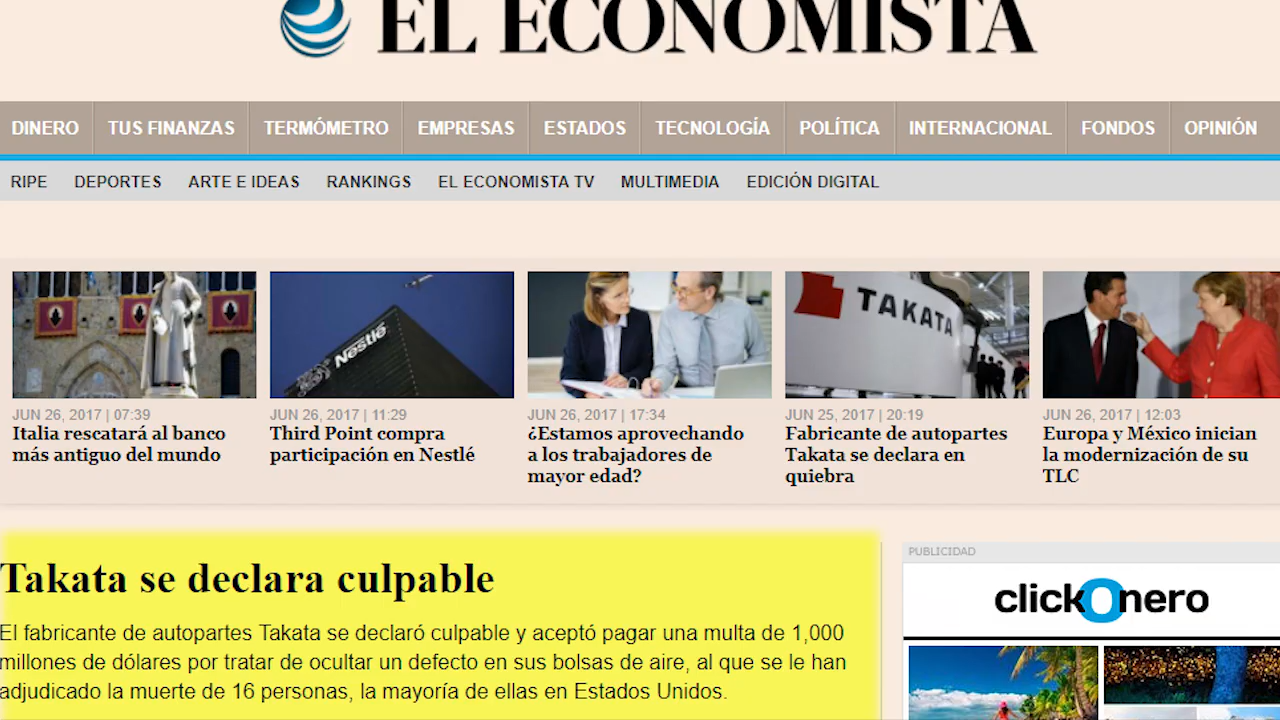 EL ECONOMISTA
DINERO
TUS FINANZAS
TERMÓMETRO
EMPRESAS
ESTADOS
TECNOLOGÍA
POLÍTICA
INTERNACIONAL
FONDOS
OPINIÓN
RIPE
DEPORTES
ARTE E IDEAS
RANKINGS
EL ECONOMISTA TV
MULTIMEDIA
EDICIÓN DIGITAL
JUN 26, 2017 | 07:39
Italia rescatará al banco
más antiguo del mundo
Nestlé
JUN 26, 2017 | 11:29
Third Point compra
participación en Nestlé
JUN 26, 2017 | 17:34
¿Estamos aprovechando
a los trabajadores de
mayor edad?
TAKATA
JUN 25, 2017 | 20:19
Fabricante de autopartes
Takata se declara en
quiebra
JUN 26, 2017 | 12:03
Europa y México inician
la modernización de su
TLC
Takata se declara culpable
El fabricante de autopartes Takata se declaró culpable y aceptó pagar una multa de 1,000
millones de dólares por tratar de ocultar un defecto en sus bolsas de aire, al que se le han
adjudicado la muerte de 16 personas, la mayoría de ellas en Estados Unidos.
PUBLICIDAD
clickOnero